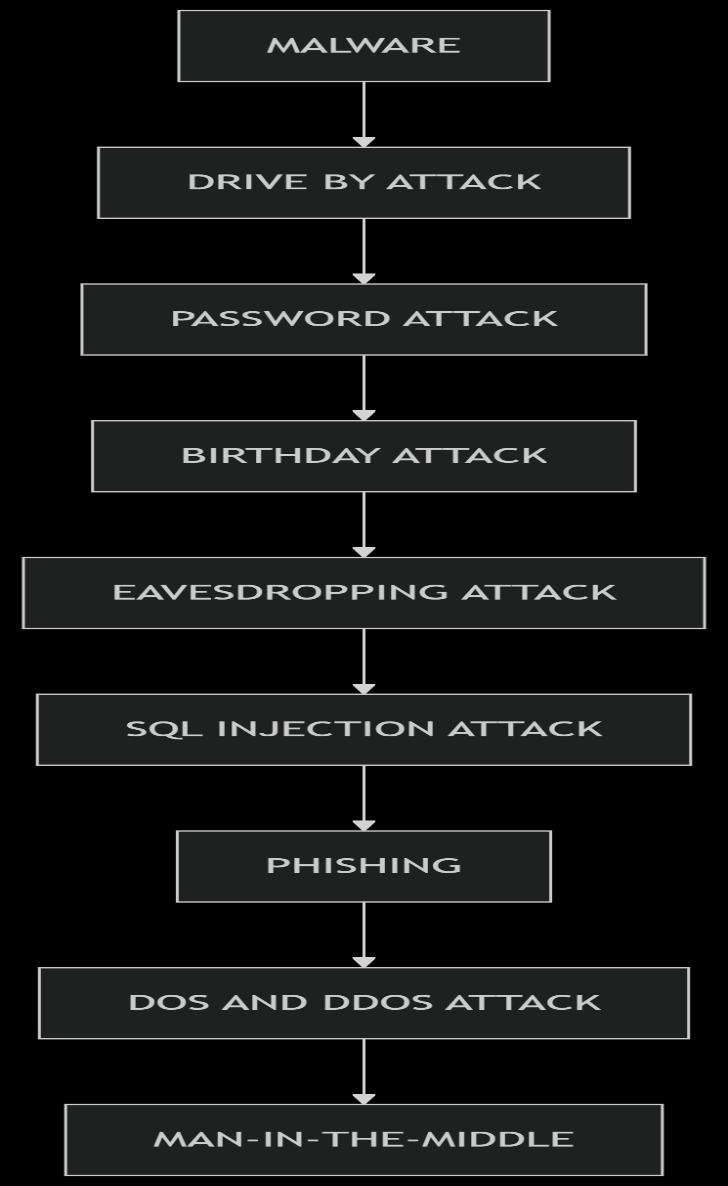 MALWARE
DRIVE BY ATTACK
PASSWORD ATTACK
BIRTHDAY ATTACK
EAVESDROPPING ATTACK
SQL INJECTION ATTACK
PHISHING
DOS AND DDOS ATTACK
MAN-IN-THE-MIDDLE